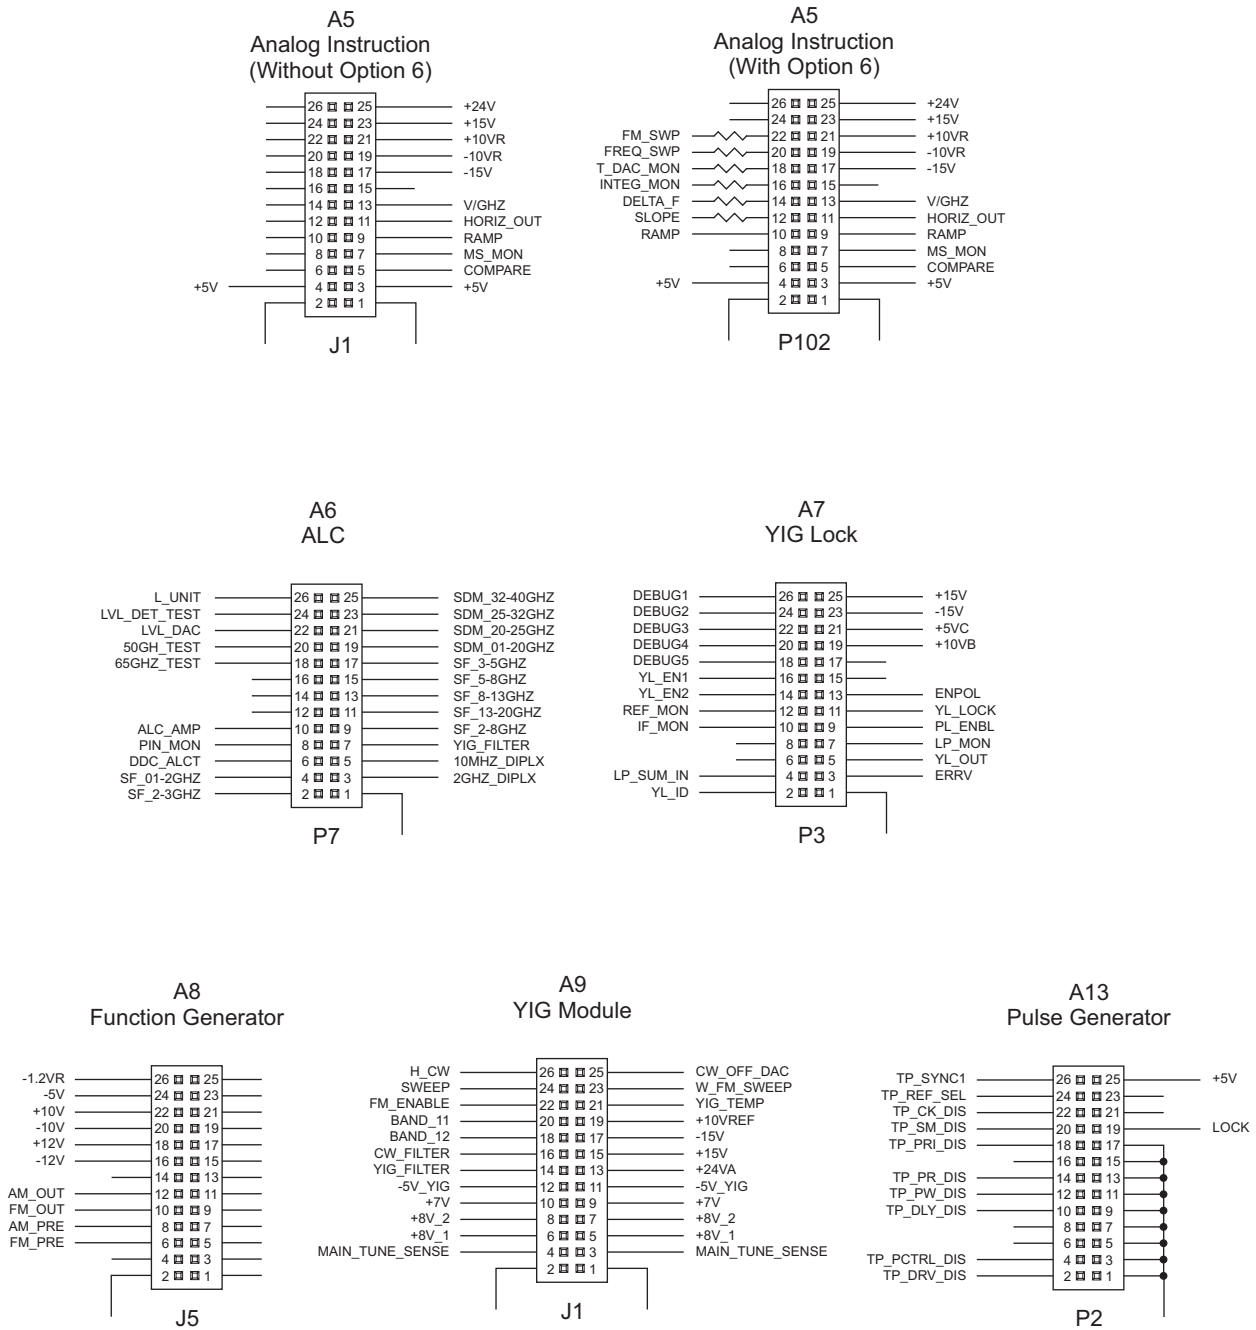 A5
Analog Instruction
(Without Option 6)
26 25 +24V
24 23 +15V
22 21 +10VR
20 19 -10VR
18 17 -15V
16 15
14 13 V/GHZ
12 11 HORIZ_OUT
10 9 RAMP
8 7 MS_MON
6 5 COMPARE
+5V 4 3 +5V
2 1
J1
A5
Analog Instruction
(With Option 6)
26 25 +24V
24 23 +15V
FM_SWP 22 21 +10VR
FREQ_SWP 20 19 -10VR
T_DAC_MON 18 17 -15V
INTEG_MON 16 15
DELTA_F 14 13 V/GHZ
SLOPE 12 11 HORIZ_OUT
RAMP 10 9 RAMP
8 7 MS_MON
6 5 COMPARE
+5V 4 3 +5V
2 1
P102
A6
ALC
L_UNIT 26 25 SDM_32-40GHZ
LVL_DET_TEST 24 23 SDM_25-32GHZ
LVL_DAC 22 21 SDM_20-25GHZ
50GH_TEST 20 19 SDM_01-20GHZ
65GHZ_TEST 18 17 SF_3-5GHZ
16 15 SF_5-8GHZ
14 13 SF_8-13GHZ
12 11 SF_13-20GHZ
ALC_AMP 10 9 SF_2-8GHZ
PIN_MON 8 7 YIG_FILTER
DDC_ALCT 6 5 10MHZ_DIPLX
SF_01-2GHZ 4 3 2GHZ_DIPLX
SF_2-3GHZ 2 1
P7
A7
YIG Lock
DEBUG1 26 25 +15V
DEBUG2 24 23 -15V
DEBUG3 22 21 +5VC
DEBUG4 20 19 +10VB
DEBUG5 18 17
YL_EN1 16 15
YL_EN2 14 13 ENPOL
REF_MON 12 11 YL_LOCK
IF_MON 10 9 PL_ENBL
8 7 LP_MON
6 5 YL_OUT
LP_SUM_IN 4 3 ERRV
YL_ID 2 1
P3
A8
Function Generator
-1.2VR 26 25
-5V 24 23
+10V 22 21
-10V 20 19
+12V 18 17
-12V 16 15
14 13
AM_OUT 12 11
FM_OUT 10 9
AM_PRE 8 7
FM_PRE 6 5
4 3
2 1
J5
A9
YIG Module
H_CW 26 25 CW_OFF_DAC
SWEEP 24 23 W_FM_SWEEP
FM_ENABLE 22 21 YIG_TEMP
BAND_11 20 19 +10VREF
BAND_12 18 17 -15V
CW_FILTER 16 15 +15V
YIG_FILTER 14 13 +24VA
-5V_YIG 12 11 -5V_YIG
+7V 10 9 +7V
+8V_2 8 7 +8V_2
+8V_1 6 5 +8V_1
MAIN_TUNE_SENSE 4 3 MAIN_TUNE_SENSE
2 1
J1
A13
Pulse Generator
TP_SYNC1 26 25 +5V
TP_REF_SEL 24 23
TP_CK_DIS 22 21
TP_SM_DIS 20 19 LOCK
TP_PRI_DIS 18 17
16 15
TP_PR_DIS 14 13
TP_PW_DIS 12 11
TP_DLY_DIS 10 9
8 7
6 5
TP_PCTRL_DIS 4 3
TP_DRV_DIS 2 1
P2